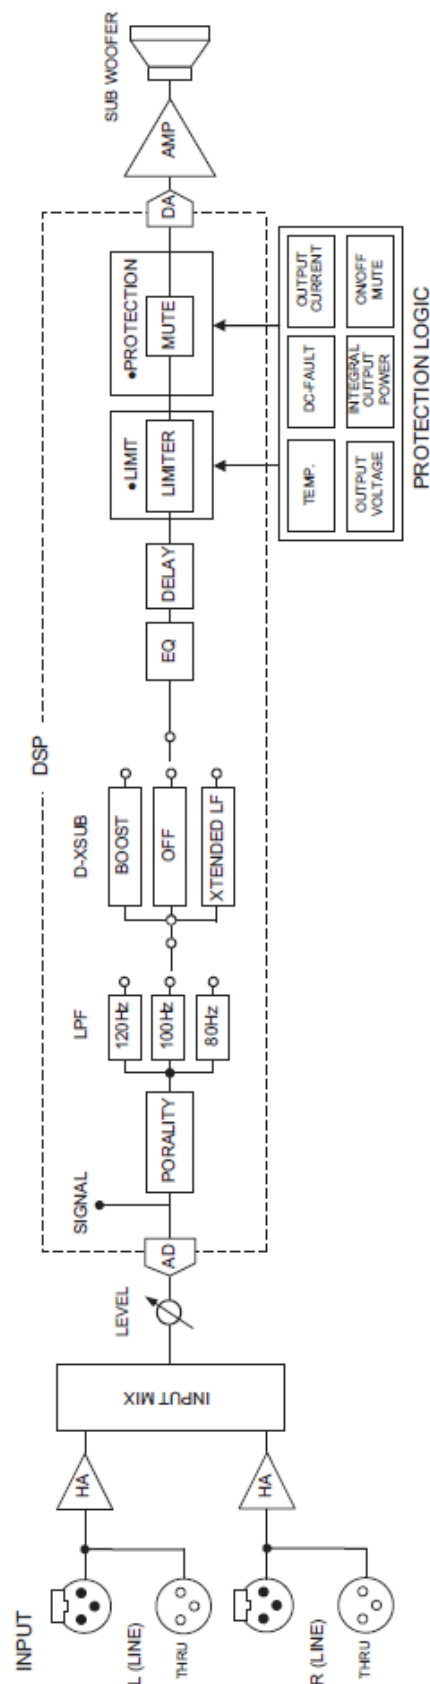 INPUT
L (LINE)
THRU
R (LINE)
THRU
HA
HA
INPUT MIX
LEVEL
AD
SIGNAL
DSP
PORALITY
LPF
120Hz
100Hz
80Hz
D-XSUB
BOOST
OFF
XTENDED LF
EQ
DELAY
●LIMIT
LIMITER
●PROTECTION
MUTE
DA
AMP
SUB WOOFER
TEMP.
DC-FAULT
OUTPUT
CURRENT
OUTPUT
VOLTAGE
INTEGRAL
OUTPUT
POWER
ON/OFF
MUTE
PROTECTION LOGIC